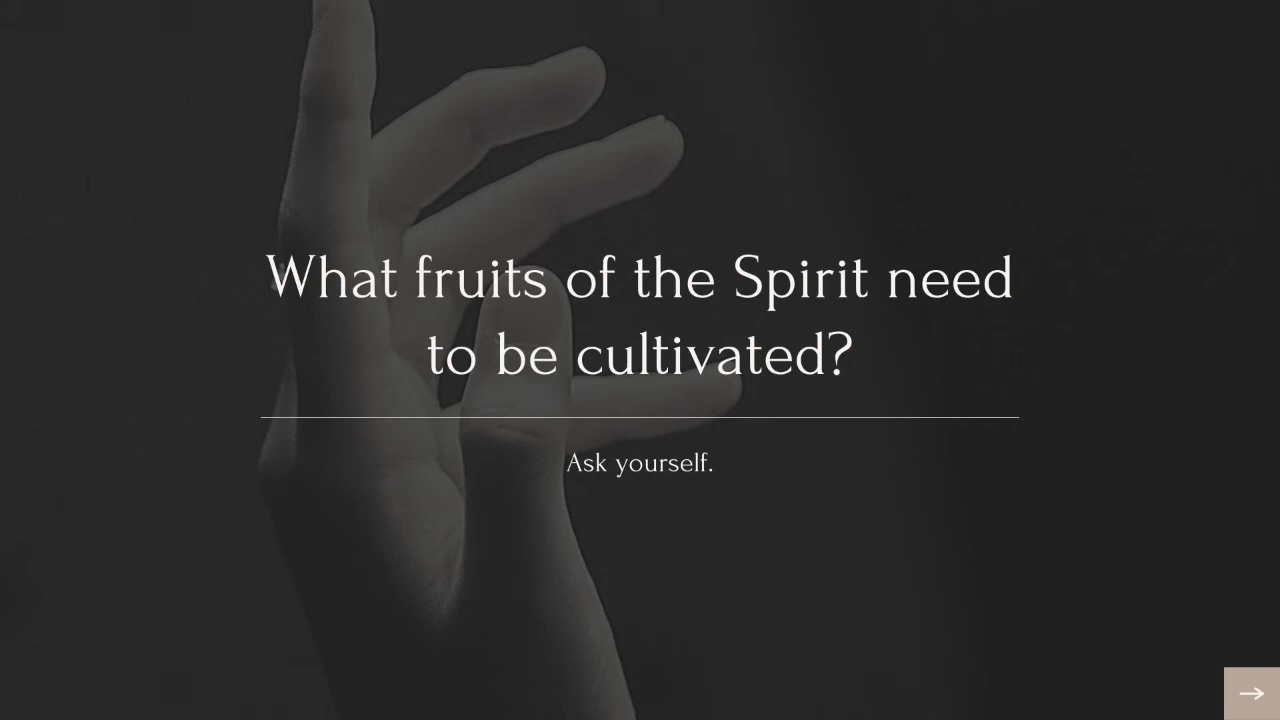 What fruits of the Spirit need
to be cultivated?
Ask yourself.